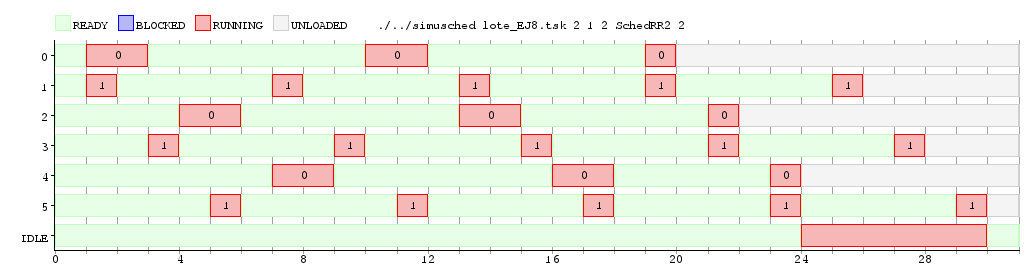 READY BLOCKED RUNNING UNLOADED ./../simusched lote_EJ8.tsk 2 1 2 SchedRR2 2
0 0 0 0
1 1 1 1 1 1
2 0 0 0
3 1 1 1 1 1
4 0 0 0
5 1 1 1 1 1
IDLE
0 4 8 12 16 20 24 28